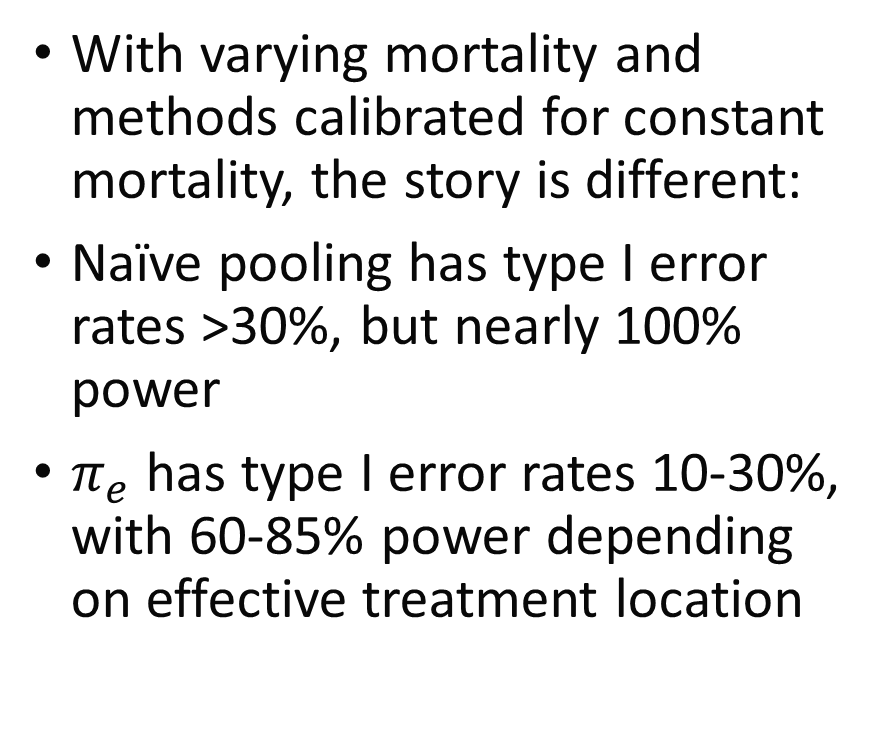 • With varying mortality and
methods calibrated for constant
mortality, the story is different:
• Naïve pooling has type I error
rates >30%, but nearly 100%
power
• 𝜋ₑ has type I error rates 10-30%,
with 60-85% power depending
on effective treatment location